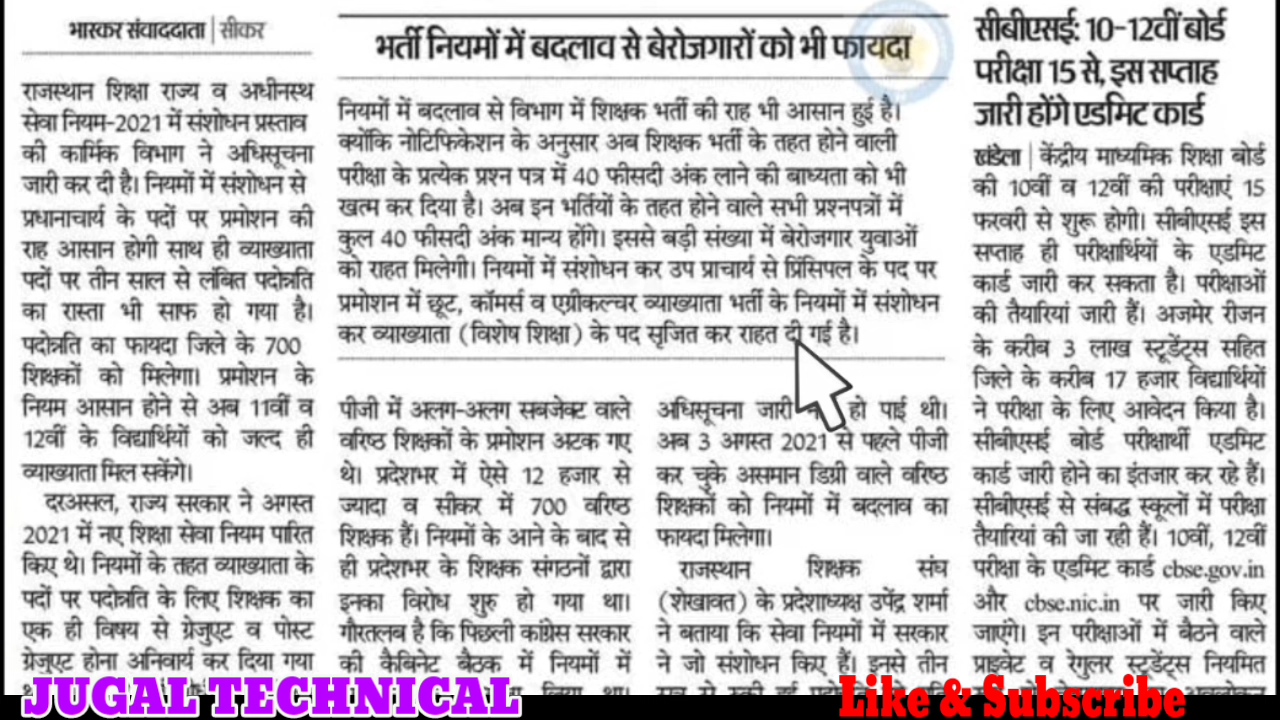 भास्कर संवाददाता | सीकर
राजस्थान शिक्षा राज्य व अधीनस्थ
सेवा नियम-2021 में संशोधन प्रस्ताव
की कार्मिक विभाग ने अधिसूचना
जारी कर दी है। नियमों में संशोधन से
प्रधानाचार्य के पदों पर प्रमोशन की
राह आसान होगी साथ ही व्याख्याता
पदों पर तीन साल से लंबित पदोन्नति
का रास्ता भी साफ हो गया है।
पदोन्नति का फायदा जिले के 700
शिक्षकों को मिलेगा। प्रमोशन के
नियम आसान होने से अब 11वीं व
12वीं के विद्यार्थियों को जल्द ही
व्याख्याता मिल सकेंगे।
दरअसल, राज्य सरकार ने अगस्त
2021 में नए शिक्षा सेवा नियम पारित
किए थे। नियमों के तहत व्याख्याता के
पदों पर पदोन्नति के लिए शिक्षक का
एक ही विषय से ग्रेजुएट व पोस्ट
ग्रेजुएट होना अनिवार्य कर दिया गया
भर्ती नियमों में बदलाव से बेरोजगारों को भी फायदा
नियमों में बदलाव से विभाग में शिक्षक भर्ती की राह भी आसान हुई है।
क्योंकि नोटिफिकेशन के अनुसार अब शिक्षक भर्ती के तहत होने वाली
परीक्षा के प्रत्येक प्रश्न पत्र में 40 फीसदी अंक लाने की बाध्यता को भी
खत्म कर दिया है। अब इन भर्तियों के तहत होने वाले सभी प्रश्नपत्रों में
कुल 40 फीसदी अंक मान्य होंगे। इससे बड़ी संख्या में बेरोजगार युवाओं
को राहत मिलेगी। नियमों में संशोधन कर उप प्राचार्य से प्रिंसिपल के पद पर
प्रमोशन में छूट, कॉमर्स व एग्रीकल्चर व्याख्याता भर्ती के नियमों में संशोधन
कर व्याख्याता (विशेष शिक्षा) के पद सृजित कर राहत दी गई है।
पीजी में अलग-अलग सबजेक्ट वाले
वरिष्ठ शिक्षकों के प्रमोशन अटक गए
थे। प्रदेशभर में ऐसे 12 हजार से
ज्यादा व सीकर में 700 वरिष्ठ
शिक्षक हैं। नियमों के आने के बाद से
ही प्रदेशभर के शिक्षक संगठनों द्वारा
इनका विरोध शुरु हो गया था।
गौरतलब है कि पिछली कांग्रेस सरकार
की कैबिनेट बैठक में नियमों में
अधिसूचना जारी हो पाई थी।
अब 3 अगस्त 2021 से पहले पीजी
कर चुके असमान डिग्री वाले वरिष्ठ
शिक्षकों को नियमों में बदलाव का
फायदा मिलेगा।
राजस्थान शिक्षक संघ
(शेखावत) के प्रदेशाध्यक्ष उपेंद्र शर्मा
ने बताया कि सेवा नियमों में सरकार
ने जो संशोधन किए हैं। इनसे तीन
सीबीएसई: 10-12वीं बोर्ड
परीक्षा 15 से, इस सप्ताह
जारी होंगे एडमिट कार्ड
खंडेला | केंद्रीय माध्यमिक शिक्षा बोर्ड
की 10वीं व 12वीं की परीक्षाएं 15
फरवरी से शुरू होगी। सीबीएसई इस
सप्ताह ही परीक्षार्थियों के एडमिट
कार्ड जारी कर सकता है। परीक्षाओं
की तैयारियां जारी हैं। अजमेर रीजन
के करीब 3 लाख स्टूडेंट्स सहित
जिले के करीब 17 हजार विद्यार्थियों
ने परीक्षा के लिए आवेदन किया है।
सीबीएसई बोर्ड परीक्षार्थी एडमिट
कार्ड जारी होने का इंतजार कर रहे हैं।
सीबीएसई से संबद्ध स्कूलों में परीक्षा
तैयारियां की जा रही हैं। 10वीं, 12वीं
परीक्षा के एडमिट कार्ड cbse.gov.in
और cbse.nic.in पर जारी किए
जाएंगे। इन परीक्षाओं में बैठने वाले
प्राइवेट व रेगुलर स्टूडेंट्स नियमित
JUGAL TECHNICAL
Like & Subscribe